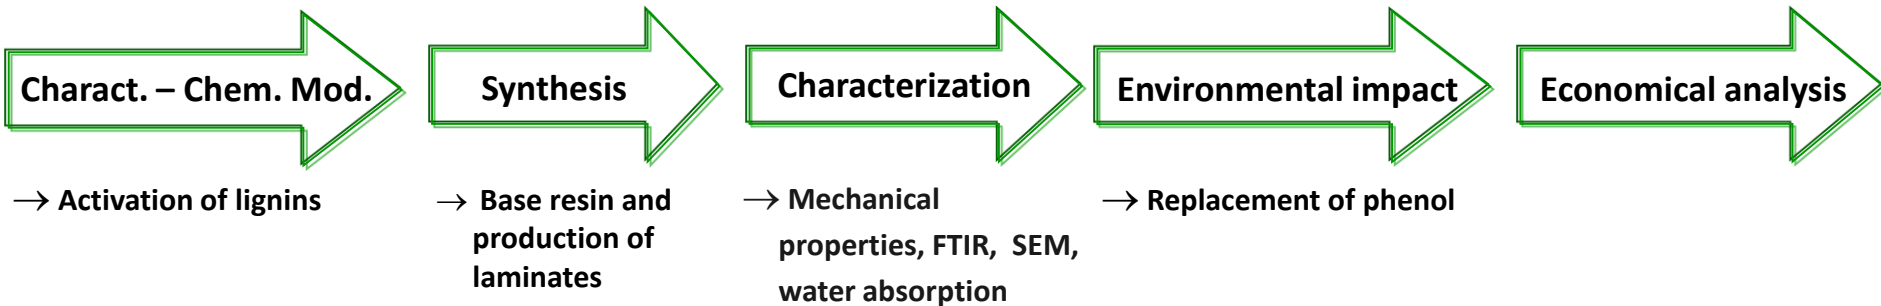 Charact. – Chem. Mod.
Synthesis
Characterization
Environmental impact
Economical analysis
→ Activation of lignins
→ Base resin and
production of
laminates
→ Mechanical
properties, FTIR, SEM,
water absorption
→ Replacement of phenol